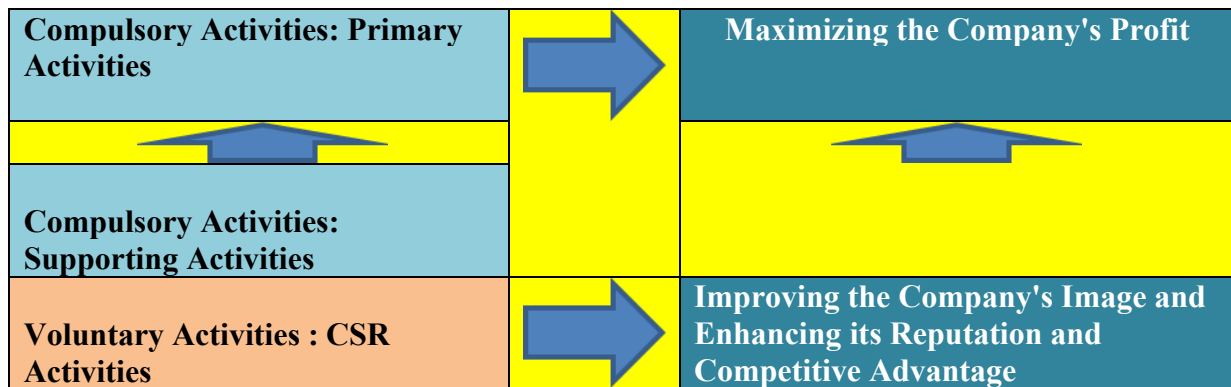 Compulsory Activities: Primary
Activities
Maximizing the Company's Profit
Compulsory Activities:
Supporting Activities
Voluntary Activities : CSR
Activities
Improving the Company's Image and
Enhancing its Reputation and
Competitive Advantage